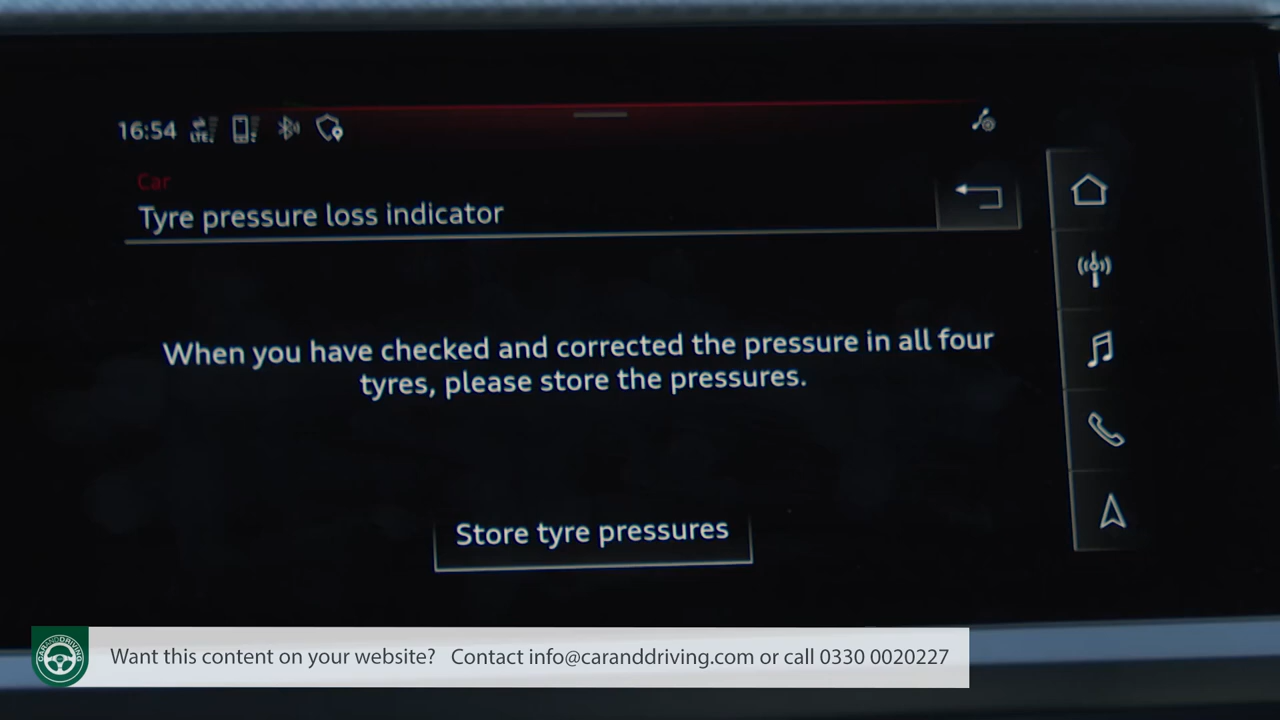 16:54 LTE
Car
Tyre pressure loss indicator
When you have checked and corrected the pressure in all four
tyres, please store the pressures.
Store tyre pressures
CARANDDRIVING
Want this content on your website? Contact info@caranddriving.com or call 0330 0020227